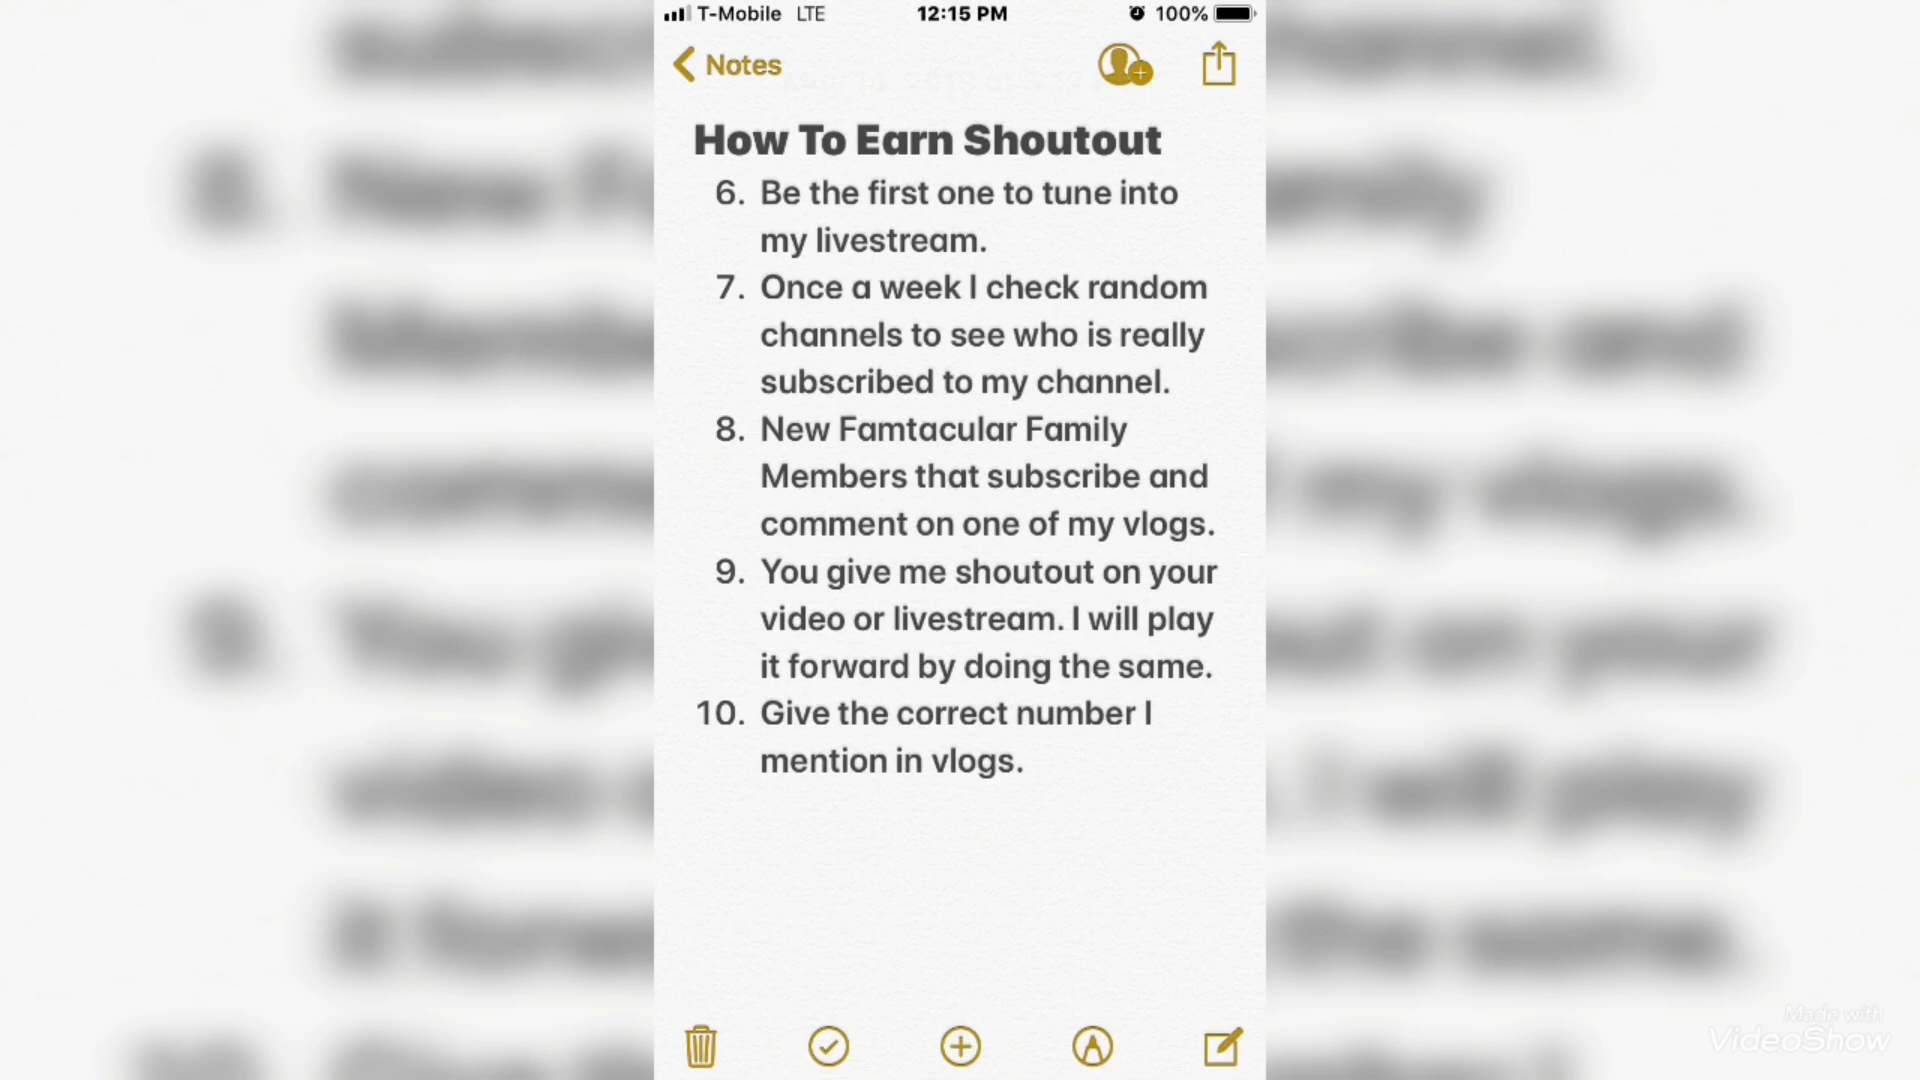 T-Mobile LTE 12:15 PM 100%
Notes
How To Earn Shoutout
6. Be the first one to tune into
my livestream.
7. Once a week I check random
channels to see who is really
subscribed to my channel.
8. New Famtacular Family
Members that subscribe and
comment on one of my vlogs.
9. You give me shoutout on your
video or livestream. I will play
it forward by doing the same.
10. Give the correct number I
mention in vlogs.
Made with
VideoShow